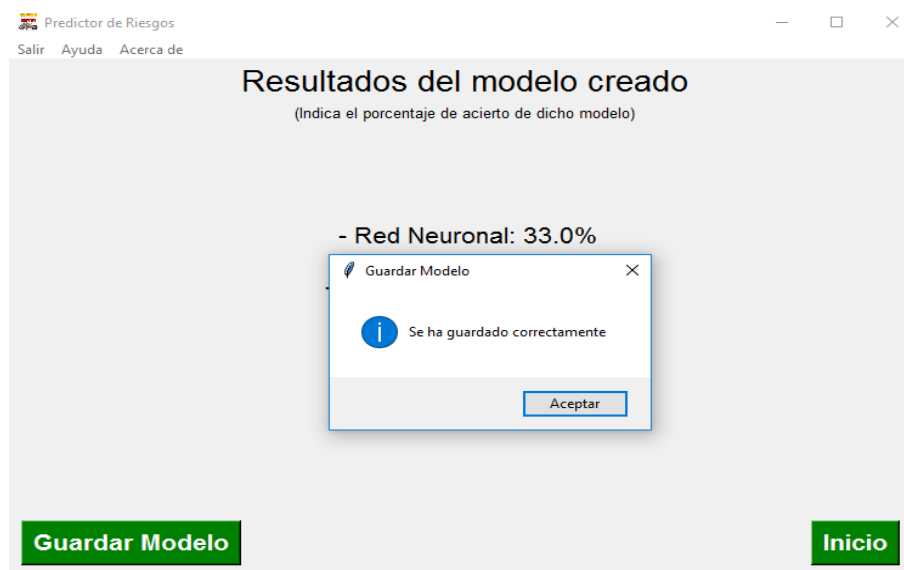 Predictor de Riesgos
Salir Ayuda Acerca de
Resultados del modelo creado
(Indica el porcentaje de acierto de dicho modelo)
- Red Neuronal: 33.0%
-
Guardar Modelo
Se ha guardado correctamente
Aceptar
Guardar Modelo
Inicio